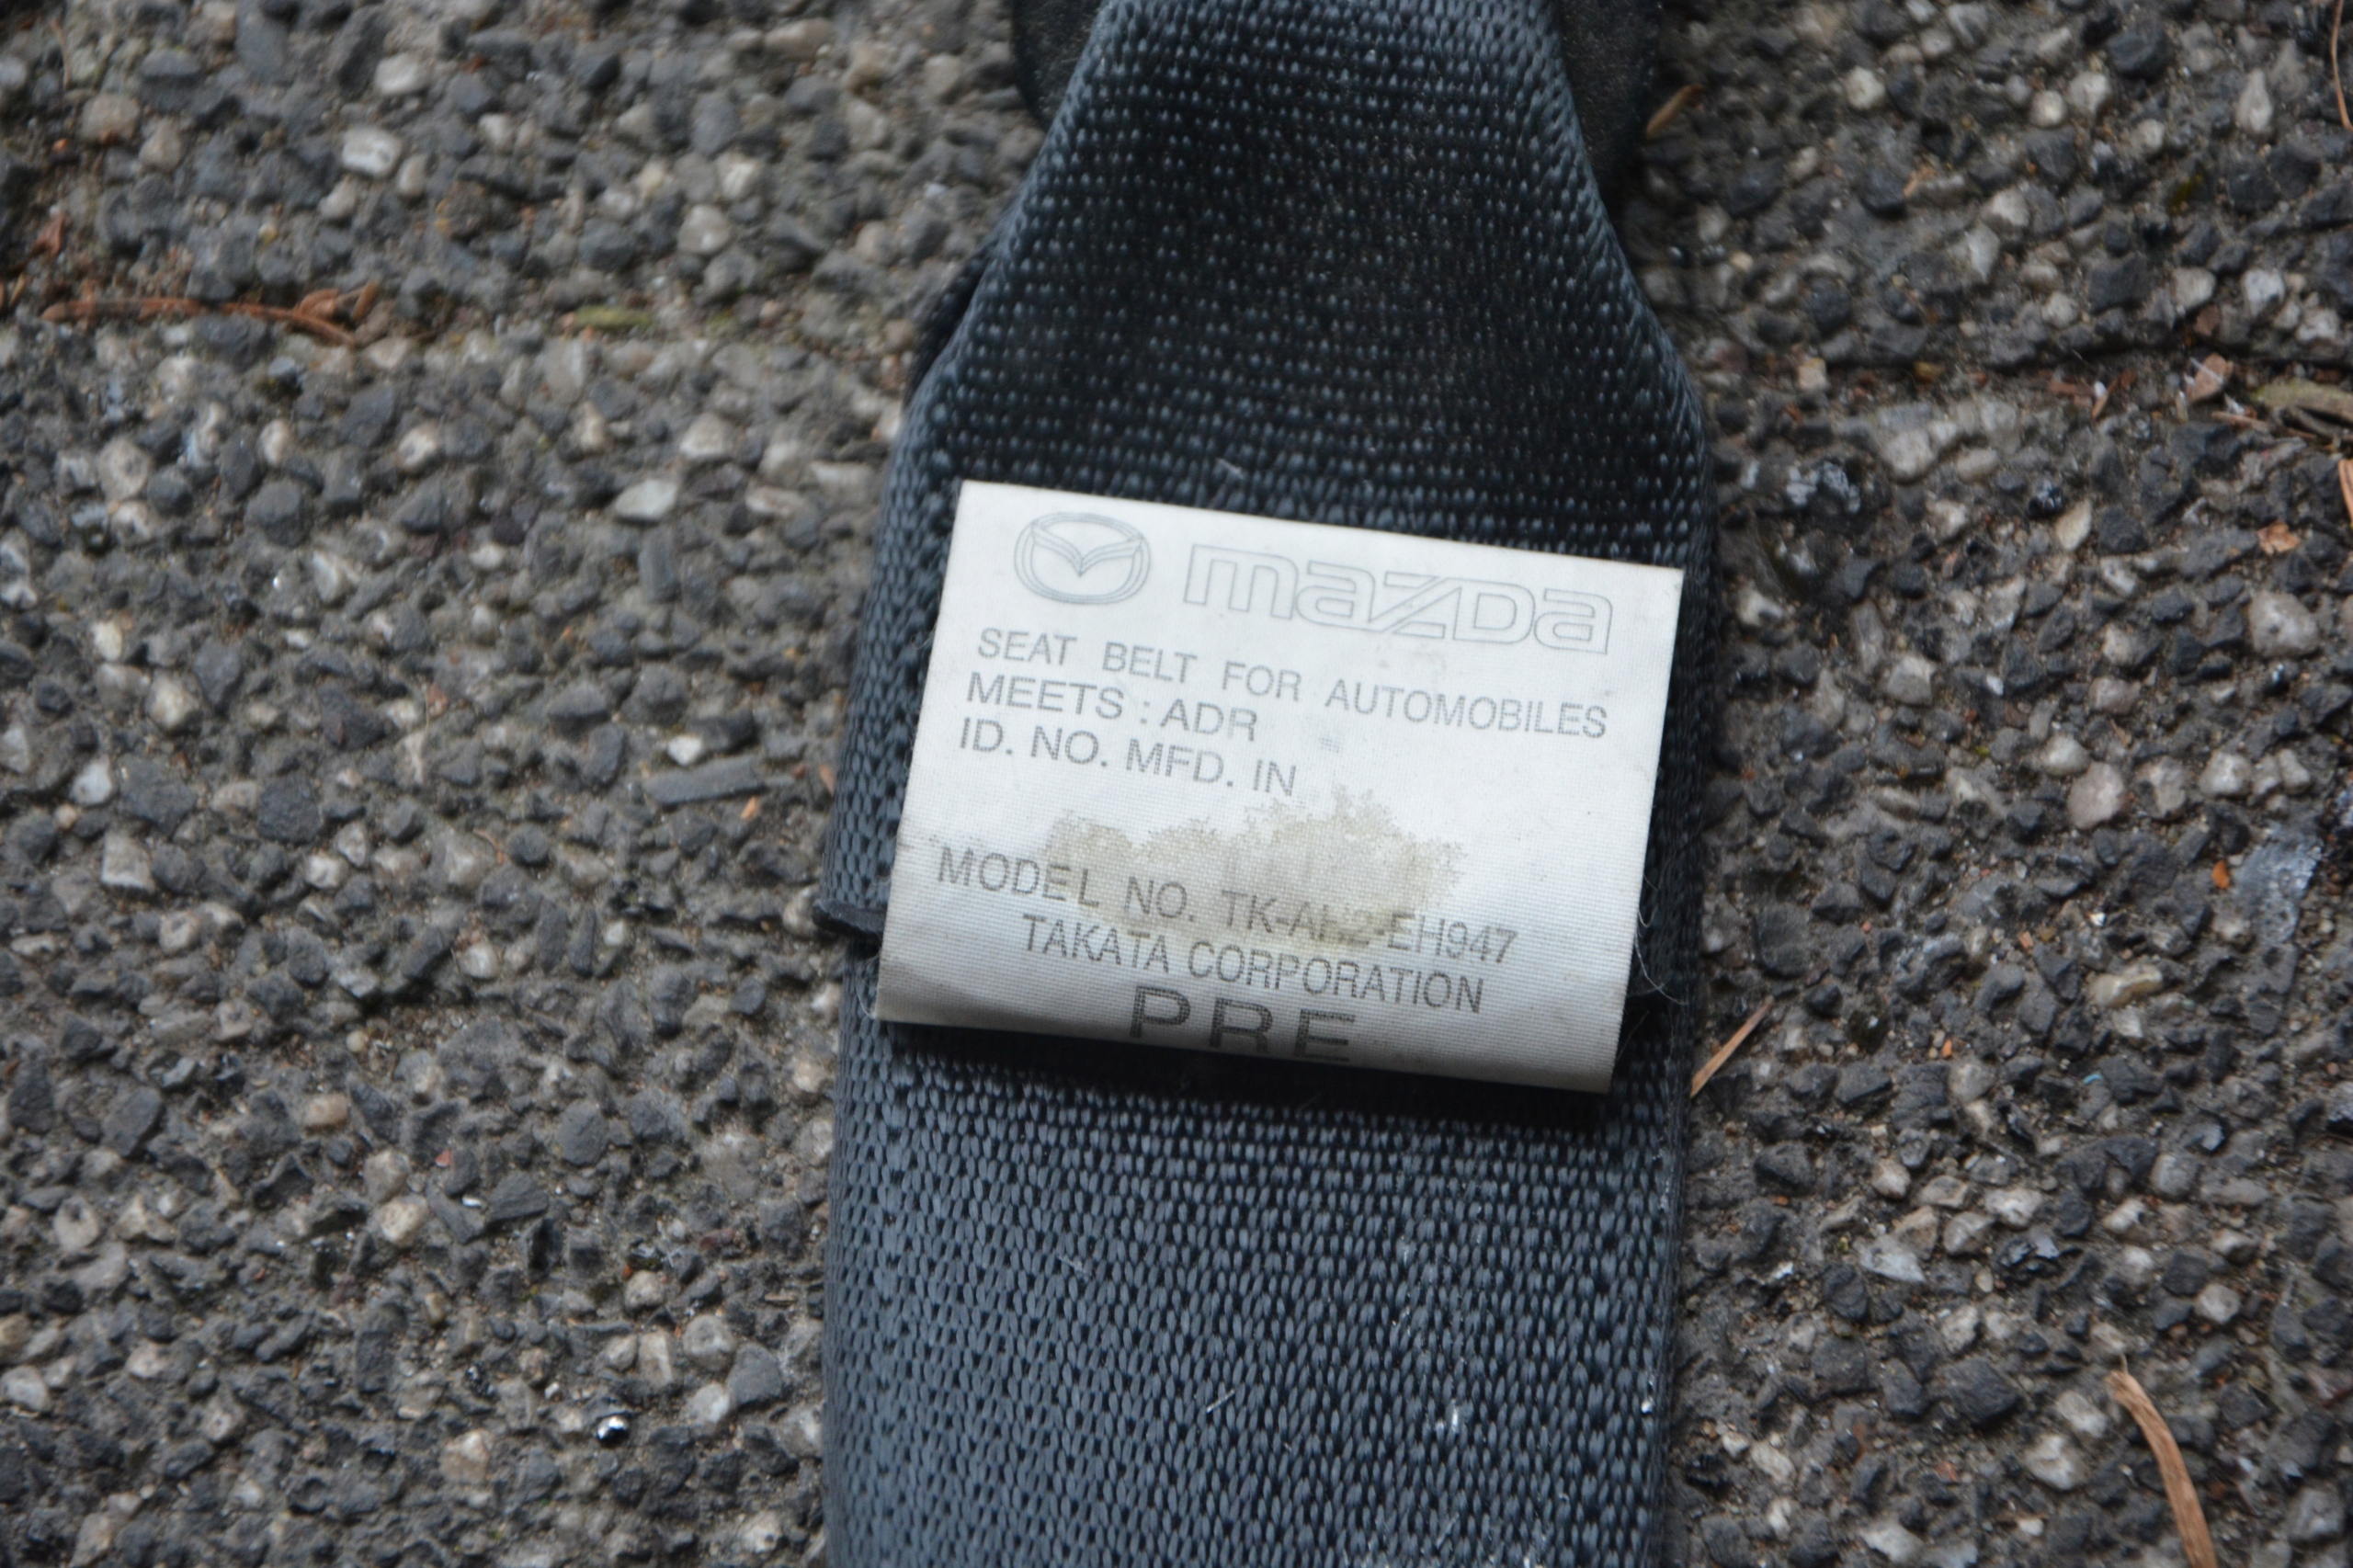 mazda
SEAT BELT FOR AUTOMOBILES
MEETS : ADR
ID. NO. MFD. IN
MODEL NO.
TAKATA CORPORATION
PRE